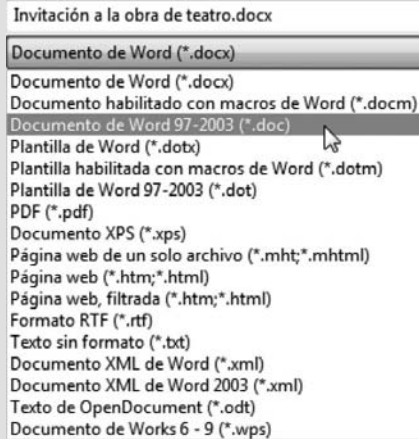 Invitación a la obra de teatro.docx
Documento de Word (*.docx)
Documento de Word (*.docx)
Documento habilitado con macros de Word (*.docm)
Documento de Word 97-2003 (*.doc)
Plantilla de Word (*.dotx)
Plantilla habilitada con macros de Word (*.dotm)
Plantilla de Word 97-2003 (*.dot)
PDF (*.pdf)
Documento XPS (*.xps)
Página web de un solo archivo (*.mht;*.mhtml)
Página web (*.htm;*.html)
Página web, filtrada (*.htm;*.html)
Formato RTF (*.rtf)
Texto sin formato (*.txt)
Documento XML de Word (*.xml)
Documento XML de Word 2003 (*.xml)
Texto de OpenDocument (*.odt)
Documento de Works 6 - 9 (*.wps)